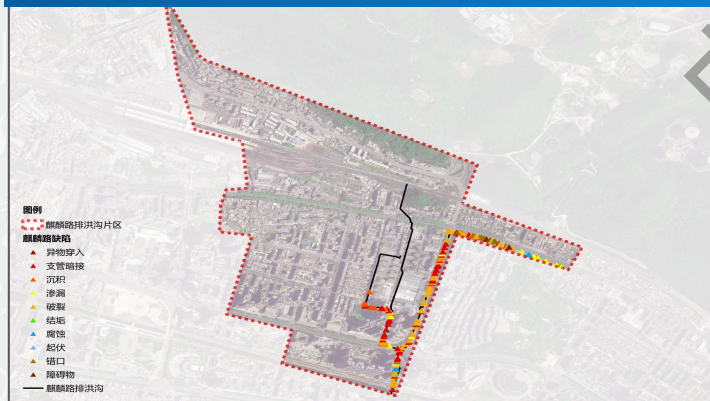 图例
麒麟路排洪沟片区
麒麟路缺陷
异物穿入
支管暗接
沉积
渗漏
破裂
结垢
腐蚀
起伏
错口
障碍物
麒麟路排洪沟